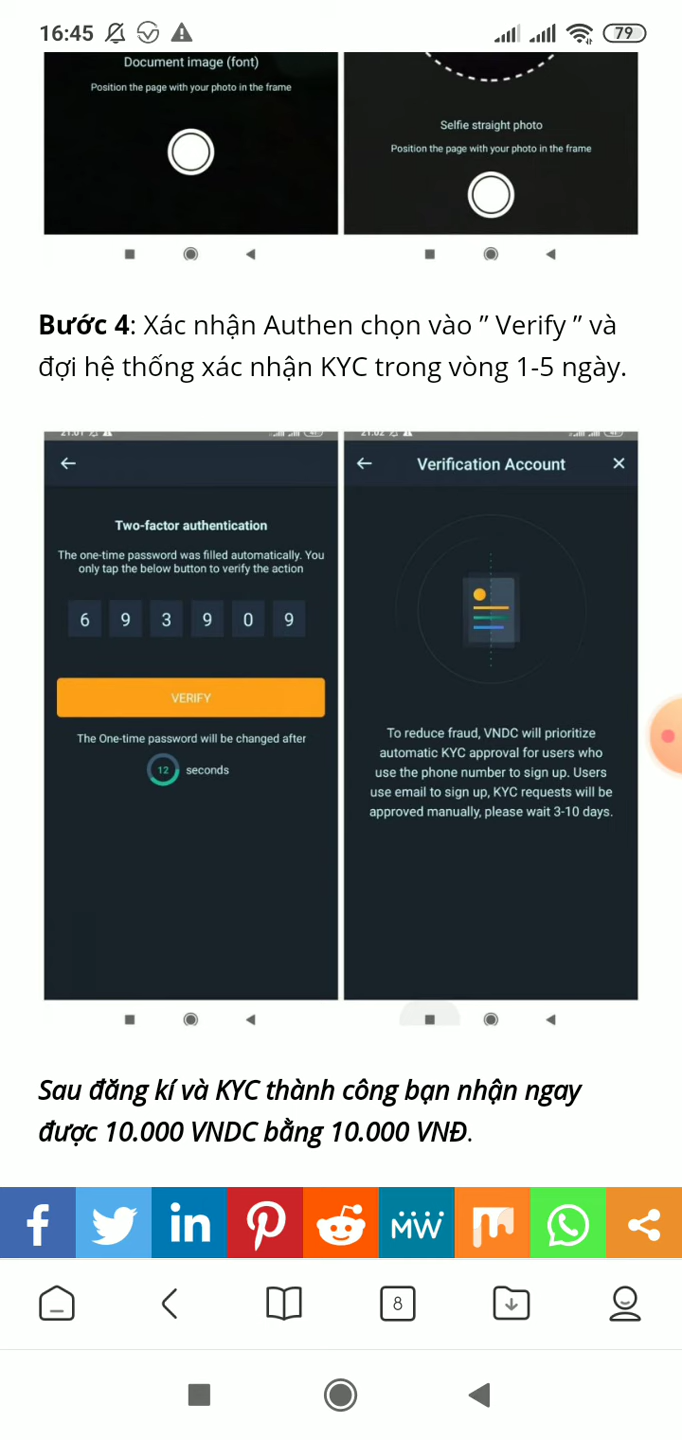 16:45
79
Document image (font)
Position the page with your photo in the frame
Selfie straight photo
Position the page with your photo in the frame
Bước 4: Xác nhận Authen chọn vào ” Verify ” và
đợi hệ thống xác nhận KYC trong vòng 1-5 ngày.
Two-factor authentication
The one-time password was filled automatically. You
only tap the below button to verify the action
6 9 3 9 0 9
VERIFY
The One-time password will be changed after
12 seconds
Verification Account
To reduce fraud, VNDC will prioritize
automatic KYC approval for users who
use the phone number to sign up. Users
use email to sign up, KYC requests will be
approved manually, please wait 3-10 days.
Sau đăng kí và KYC thành công bạn nhận ngay
được 10.000 VNDC bằng 10.000 VNĐ.
f
in
MW
8